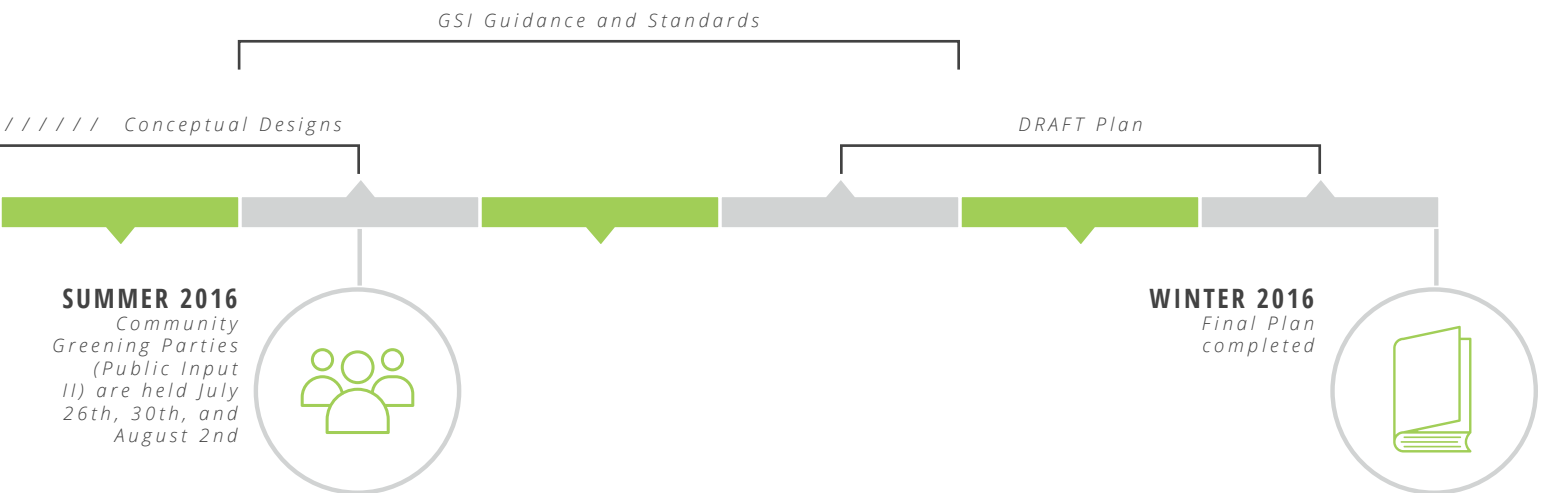 GSI Guidance and Standards
////// Conceptual Designs
DRAFT Plan
SUMMER 2016
Community
Greening Parties
(Public Input
II) are held July
26th, 30th, and
August 2nd
WINTER 2016
Final Plan
completed